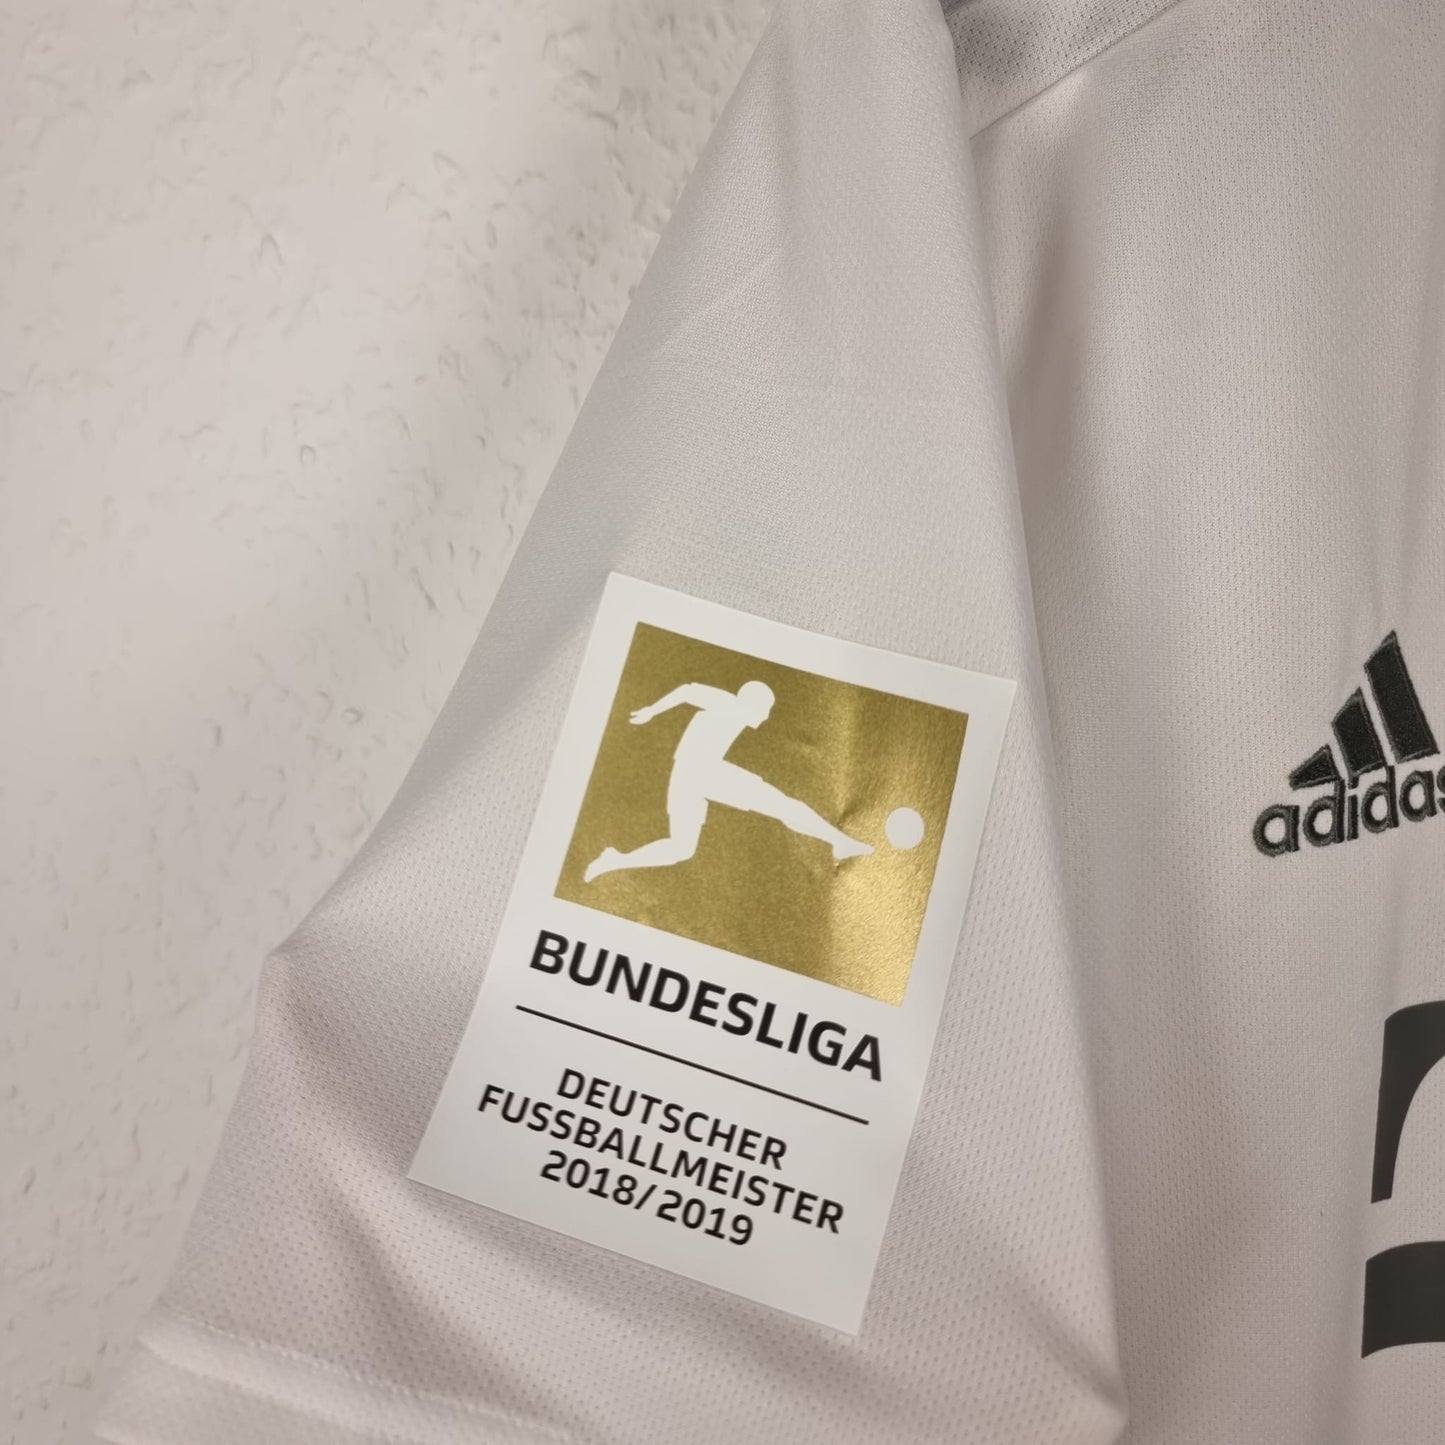 BUNDESLIGA
DEUTSCHER
FUSSBALLMEISTER
2018/2019
adidas